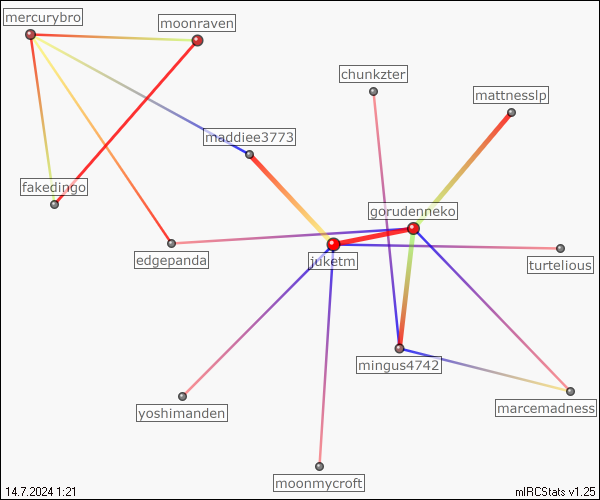 mercurybro
moonraven
chunkzter
mattnesslp
maddiee3773
fakedingo
gorudenneko
edgepanda
juketm
turtelious
mingus4742
yoshimanden
marcemadness
moonmycroft
14.7.2024 1:21
mIRCStats v1.25